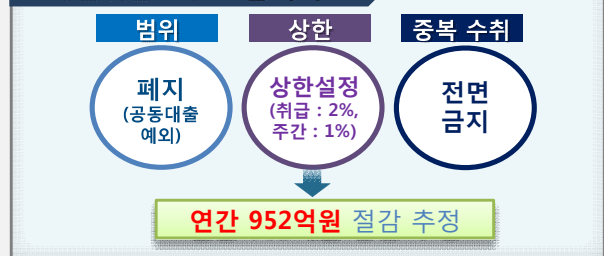 범위 상한 중복 수취
폐지
(공동대출
예외)
상한설정
(취급 : 2%,
주간 : 1%)
전면
금지
연간 952억원 절감 추정